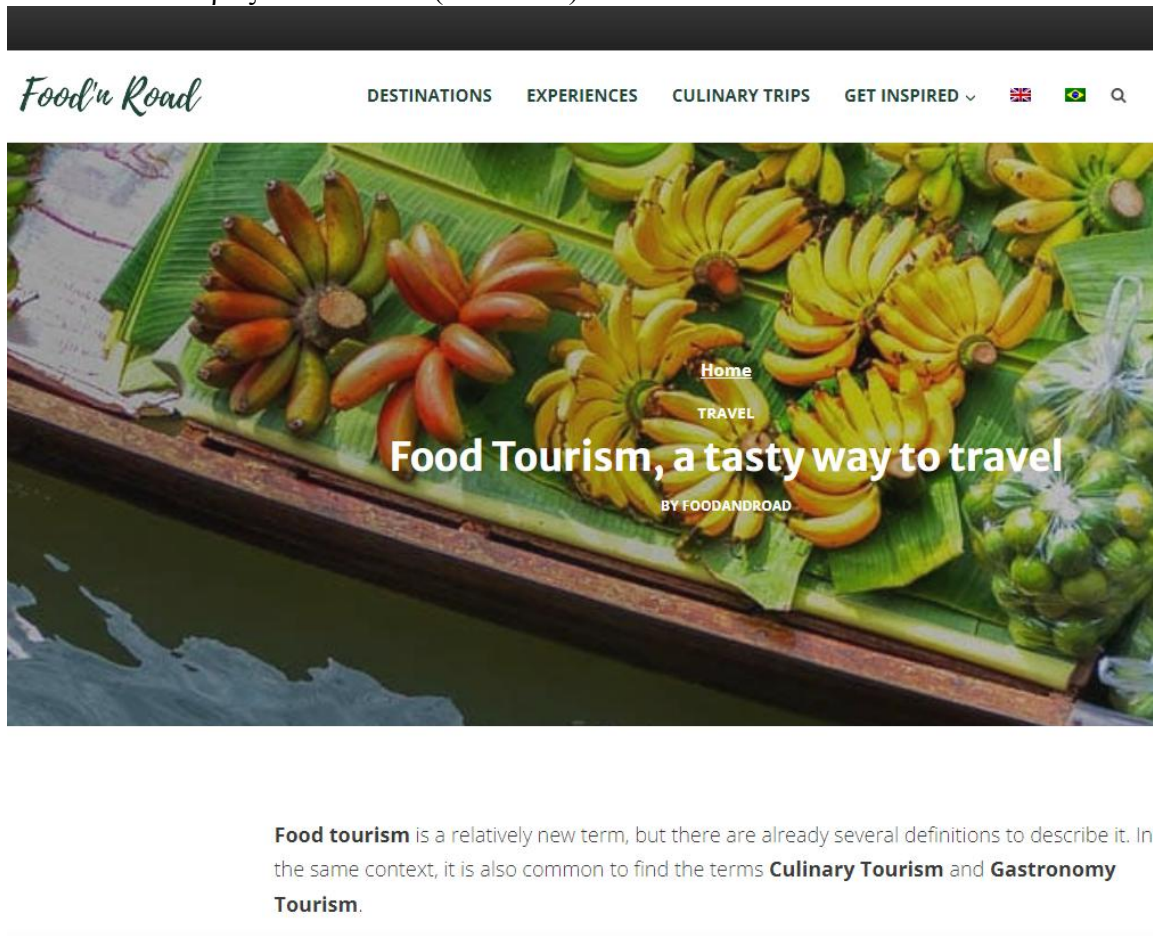 Food'n Road
DESTINATIONS EXPERIENCES CULINARY TRIPS GET INSPIRED
Home
TRAVEL
Food Tourism, a tasty way to travel
BY FOODANDROAD
Food tourism is a relatively new term, but there are already several definitions to describe it. In
the same context, it is also common to find the terms Culinary Tourism and Gastronomy
Tourism.